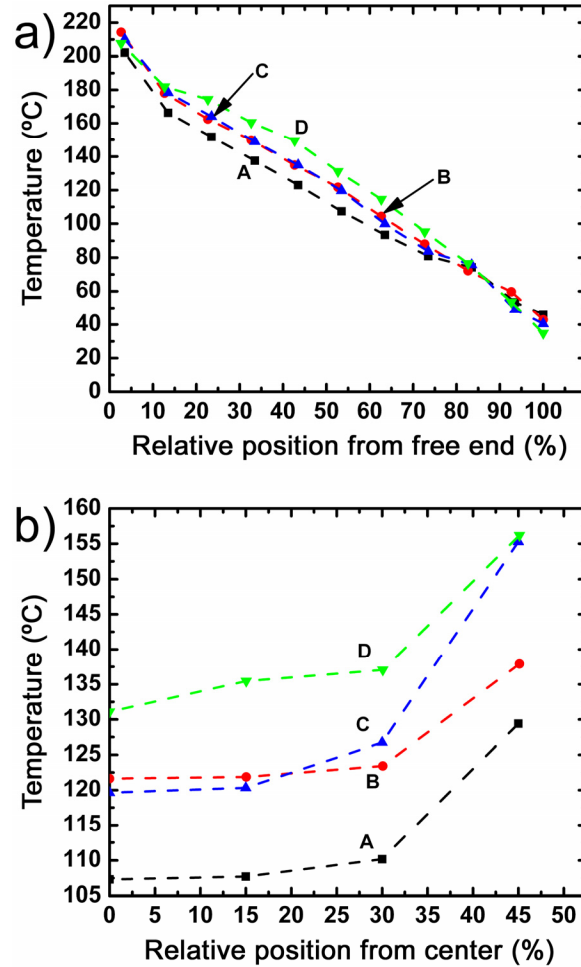 a)
Temperature (ºC)
220
200
180
160
140
120
100
80
60
40
20
0
C
D
A
B
0 10 20 30 40 50 60 70 80 90 100
Relative position from free end (%)
b)
Temperature (ºC)
160
155
150
145
140
135
130
125
120
115
110
105
D
C
B
A
0 5 10 15 20 25 30 35 40 45 50
Relative position from center (%)